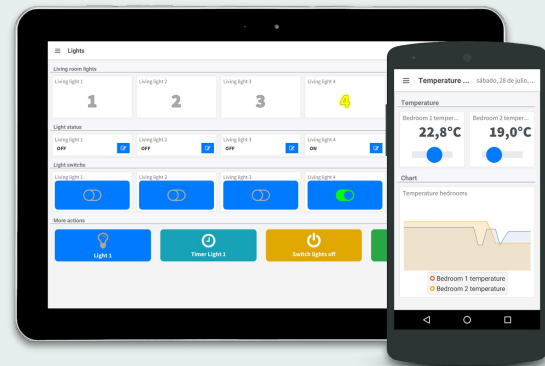 Lights
Living room lights
Living light 1
Living light 2
Living light 3
Living light 4
1
2
3
4
Light status
Living light 1
OFF
Living light 2
OFF
Living light 3
OFF
Living light 4
ON
Light switchs
Living light 1
Living light 2
Living light 3
Living light 4
More actions
Light 1
Timer Light 1
Switch lights off
Temperature ...
sábado, 28 de julio,...
Temperature
Bedroom 1 temper...
Bedroom 2 temper...
22,8°C
19,0°C
Chart
Temperature bedrooms
Bedroom 1 temperature
Bedroom 2 temperature